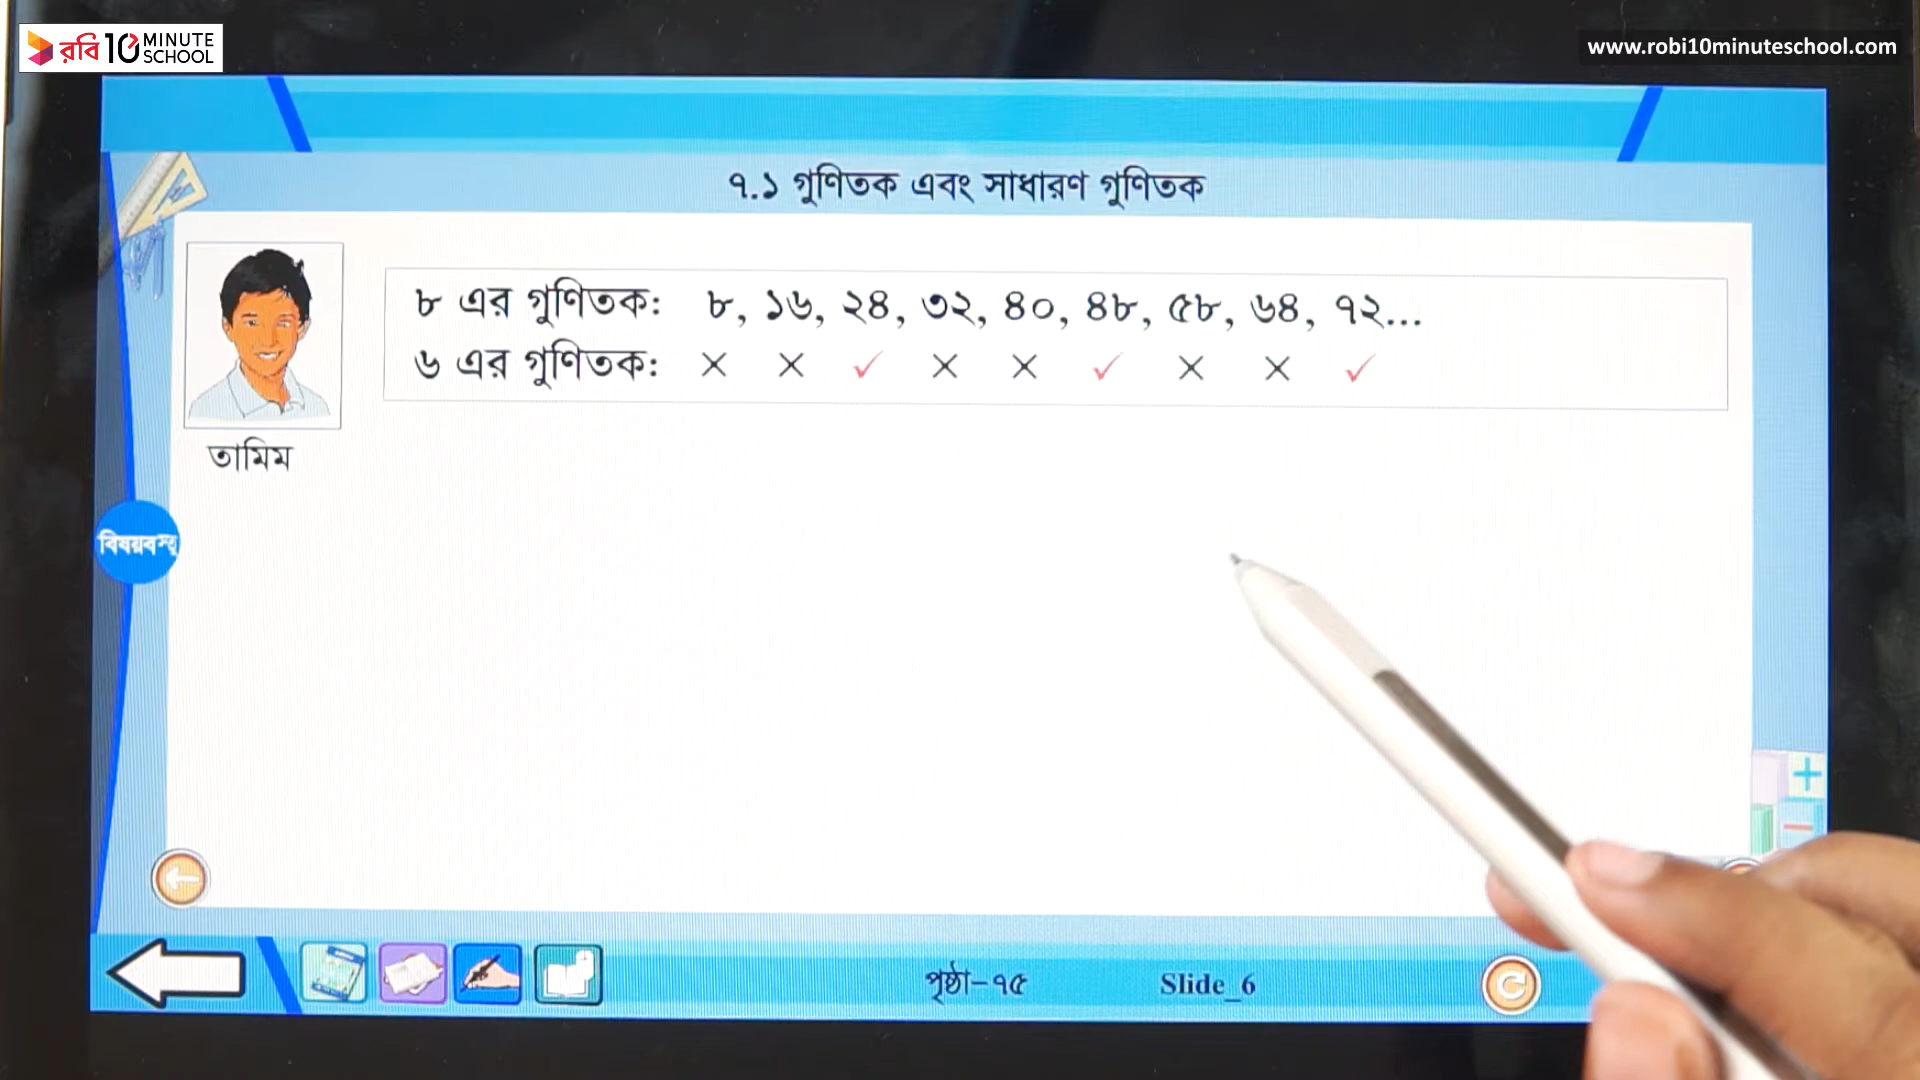 রবি 10 MINUTE SCHOOL
www.robi10minuteschool.com
৭.১ গুণিতক এবং সাধারণ গুণিতক
৮ এর গুণিতক: ৮, ১৬, ২৪, ৩২, ৪০, ৪৮, ৫৮, ৬৪, ৭২...
৬ এর গুণিতক: × × ✓ × × ✓ × × ✓
তামিম
বিষয়বস্তু
পৃষ্ঠা-৭৫
Slide_6